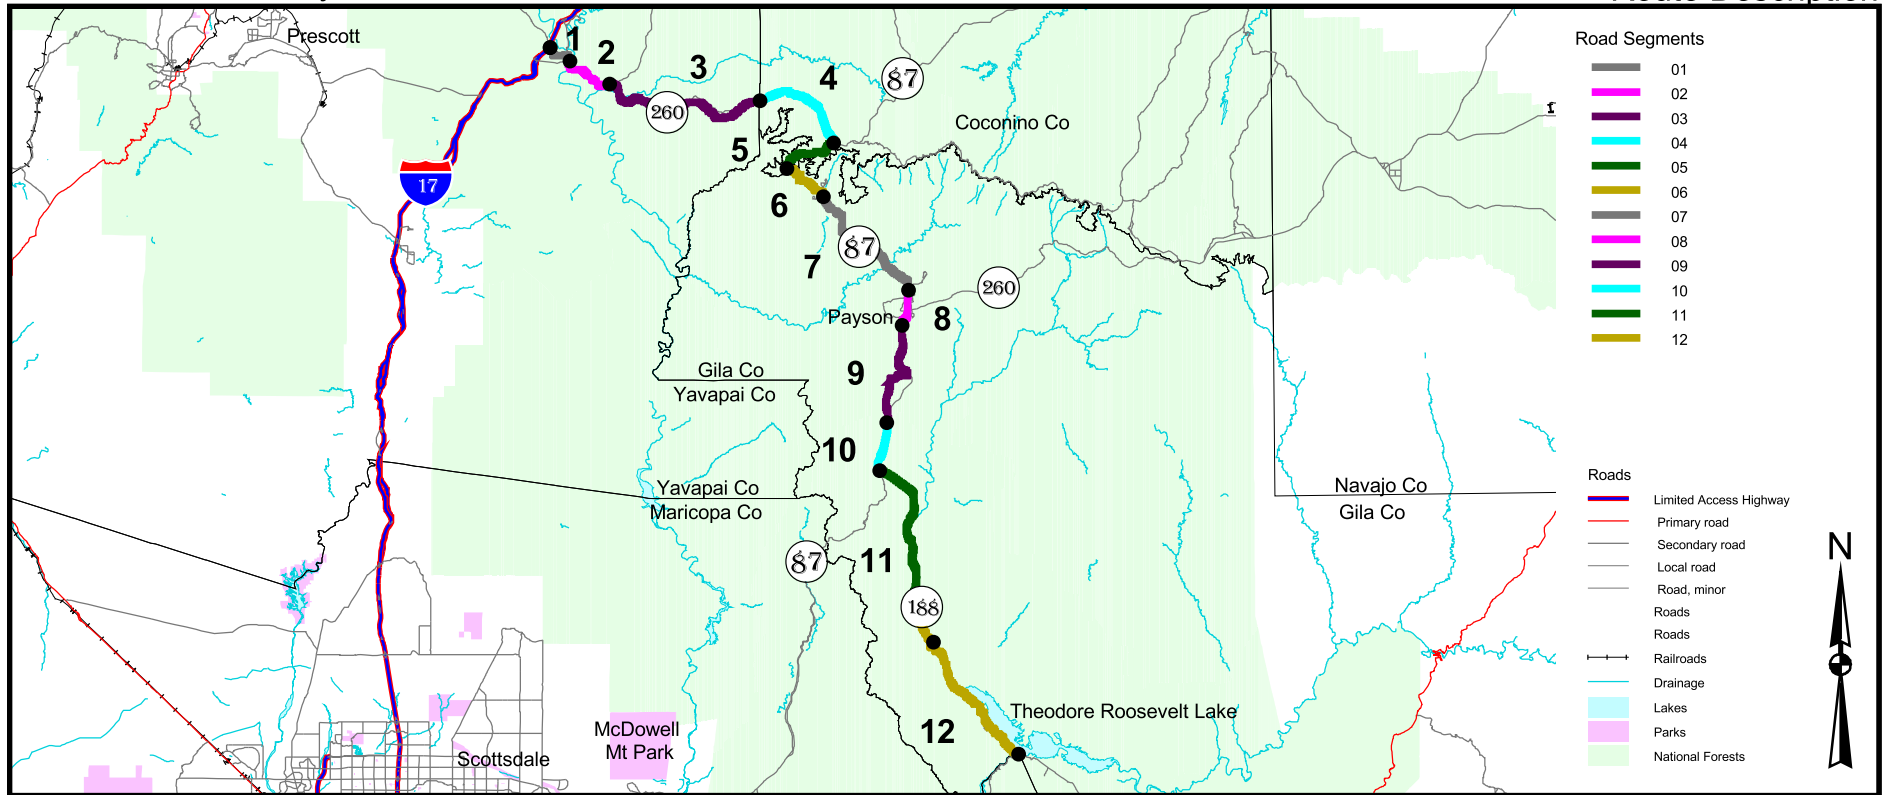 Route Description
Prescott
1
2
3
4
87
260
Coconino Co
17
5
6
87
7
260
Payson
8
Gila Co
Yavapai Co
9
10
Yavapai Co
Maricopa Co
Navajo Co
Gila Co
87
11
188
12
Theodore Roosevelt Lake
McDowell
Mt Park
Scottsdale
Road Segments
01
02
03
04
05
06
07
08
09
10
11
12
Roads
Limited Access Highway
Primary road
Secondary road
Local road
Road, minor
Roads
Roads
Railroads
Drainage
Lakes
Parks
National Forests
N